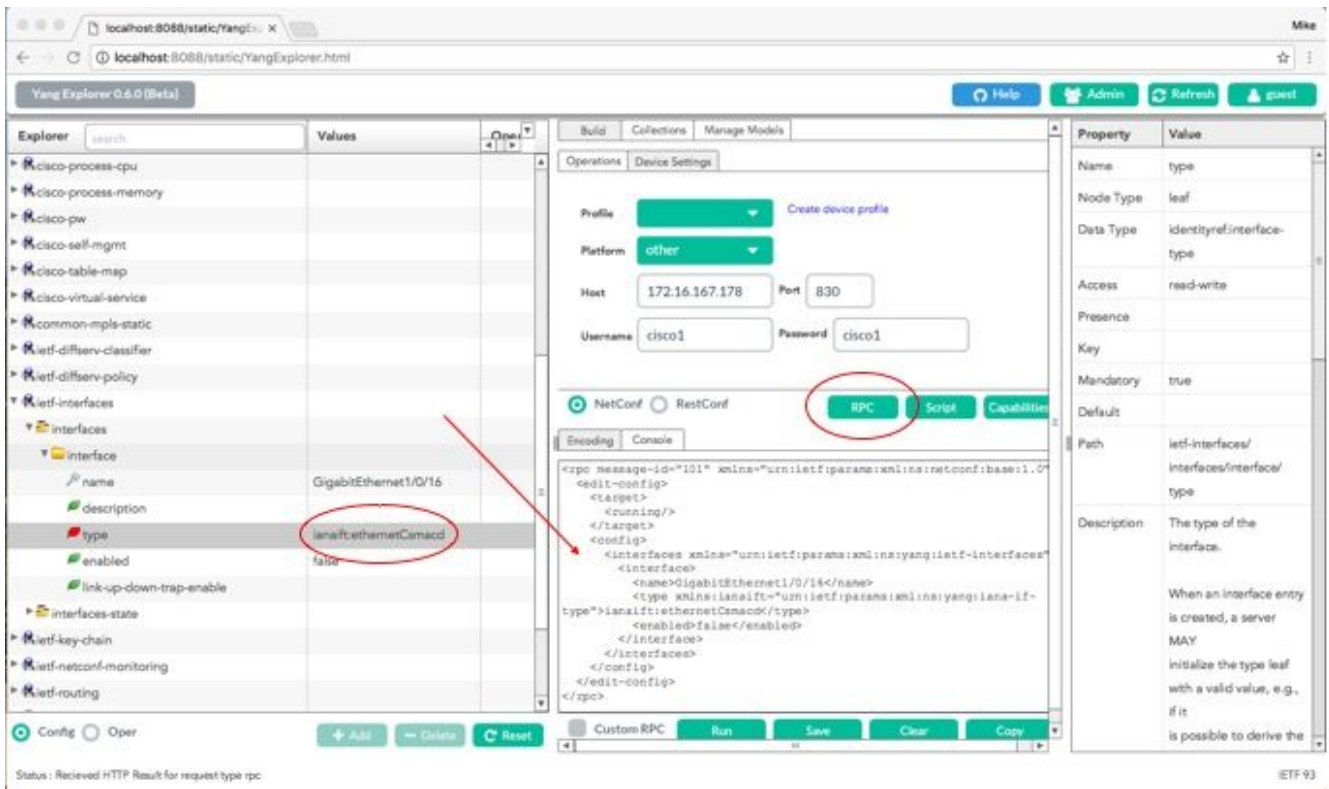 localhost:8088/static/YangEx
Mike
localhost:8088/static/YangExplorer.html
Yang Explorer 0.6.0 (Beta)
Help
Admin
Refresh
guest
Explorer
search
Values
Oper
cisco-process-cpu
cisco-process-memory
cisco-pw
cisco-self-mgmt
cisco-table-map
cisco-virtual-service
common-mpls-static
ietf-diffserv-classifier
ietf-diffserv-policy
ietf-interfaces
interfaces
interface
name GigabitEthernet1/0/16
description
type ianaift:ethernetCsmacd
enabled false
link-up-down-trap-enable
interfaces-state
ietf-key-chain
ietf-netconf-monitoring
ietf-routing
Config Oper
+ Add
Delete
Reset
Build Collections Manage Models
Operations Device Settings
Profile
Create device profile
Platform other
Host 172.16.167.178 Port 830
Username cisco1 Password cisco1
NetConf RestConf
RPC
Script
Capabilities
Encoding Console
<rpc message-id="101" xmlns="urn:ietf:params:xml:ns:netconf:base:1.0"
<edit-config>
<target>
<running/>
</target>
<config>
<interfaces xmlns="urn:ietf:params:xml:ns:yang:ietf-interfaces"
<interface>
<name>GigabitEthernet1/0/16</name>
<type xmlns:ianaift="urn:ietf:params:xml:ns:yang:iana-if-
type">ianaift:ethernetCsmacd</type>
<enabled>false</enabled>
</interface>
</interfaces>
</config>
</edit-config>
</rpc>
Custom RPC
Run
Save
Clear
Copy
Property Value
Name type
Node Type leaf
Data Type identityref:interface-
type
Access read-write
Presence
Key
Mandatory true
Default
Path ietf-interfaces/
interfaces/interface/
type
Description The type of the
interface.
When an interface entry
is created, a server
MAY
initialize the type leaf
with a valid value, e.g.,
if it
is possible to derive the
Status : Recieved HTTP Result for request type rpc
IETF 93